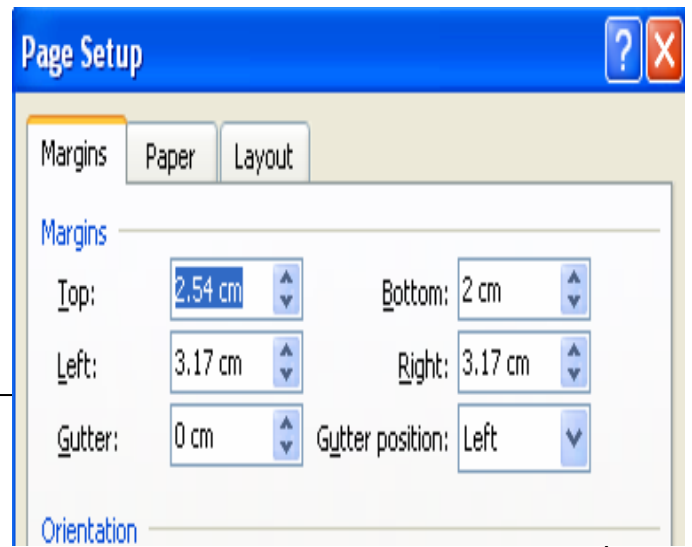 Page Setup ?
Margins Paper Layout
Margins
Top: 2.54 cm Bottom: 2 cm
Left: 3.17 cm Right: 3.17 cm
Gutter: 0 cm Gutter position: Left
Orientation